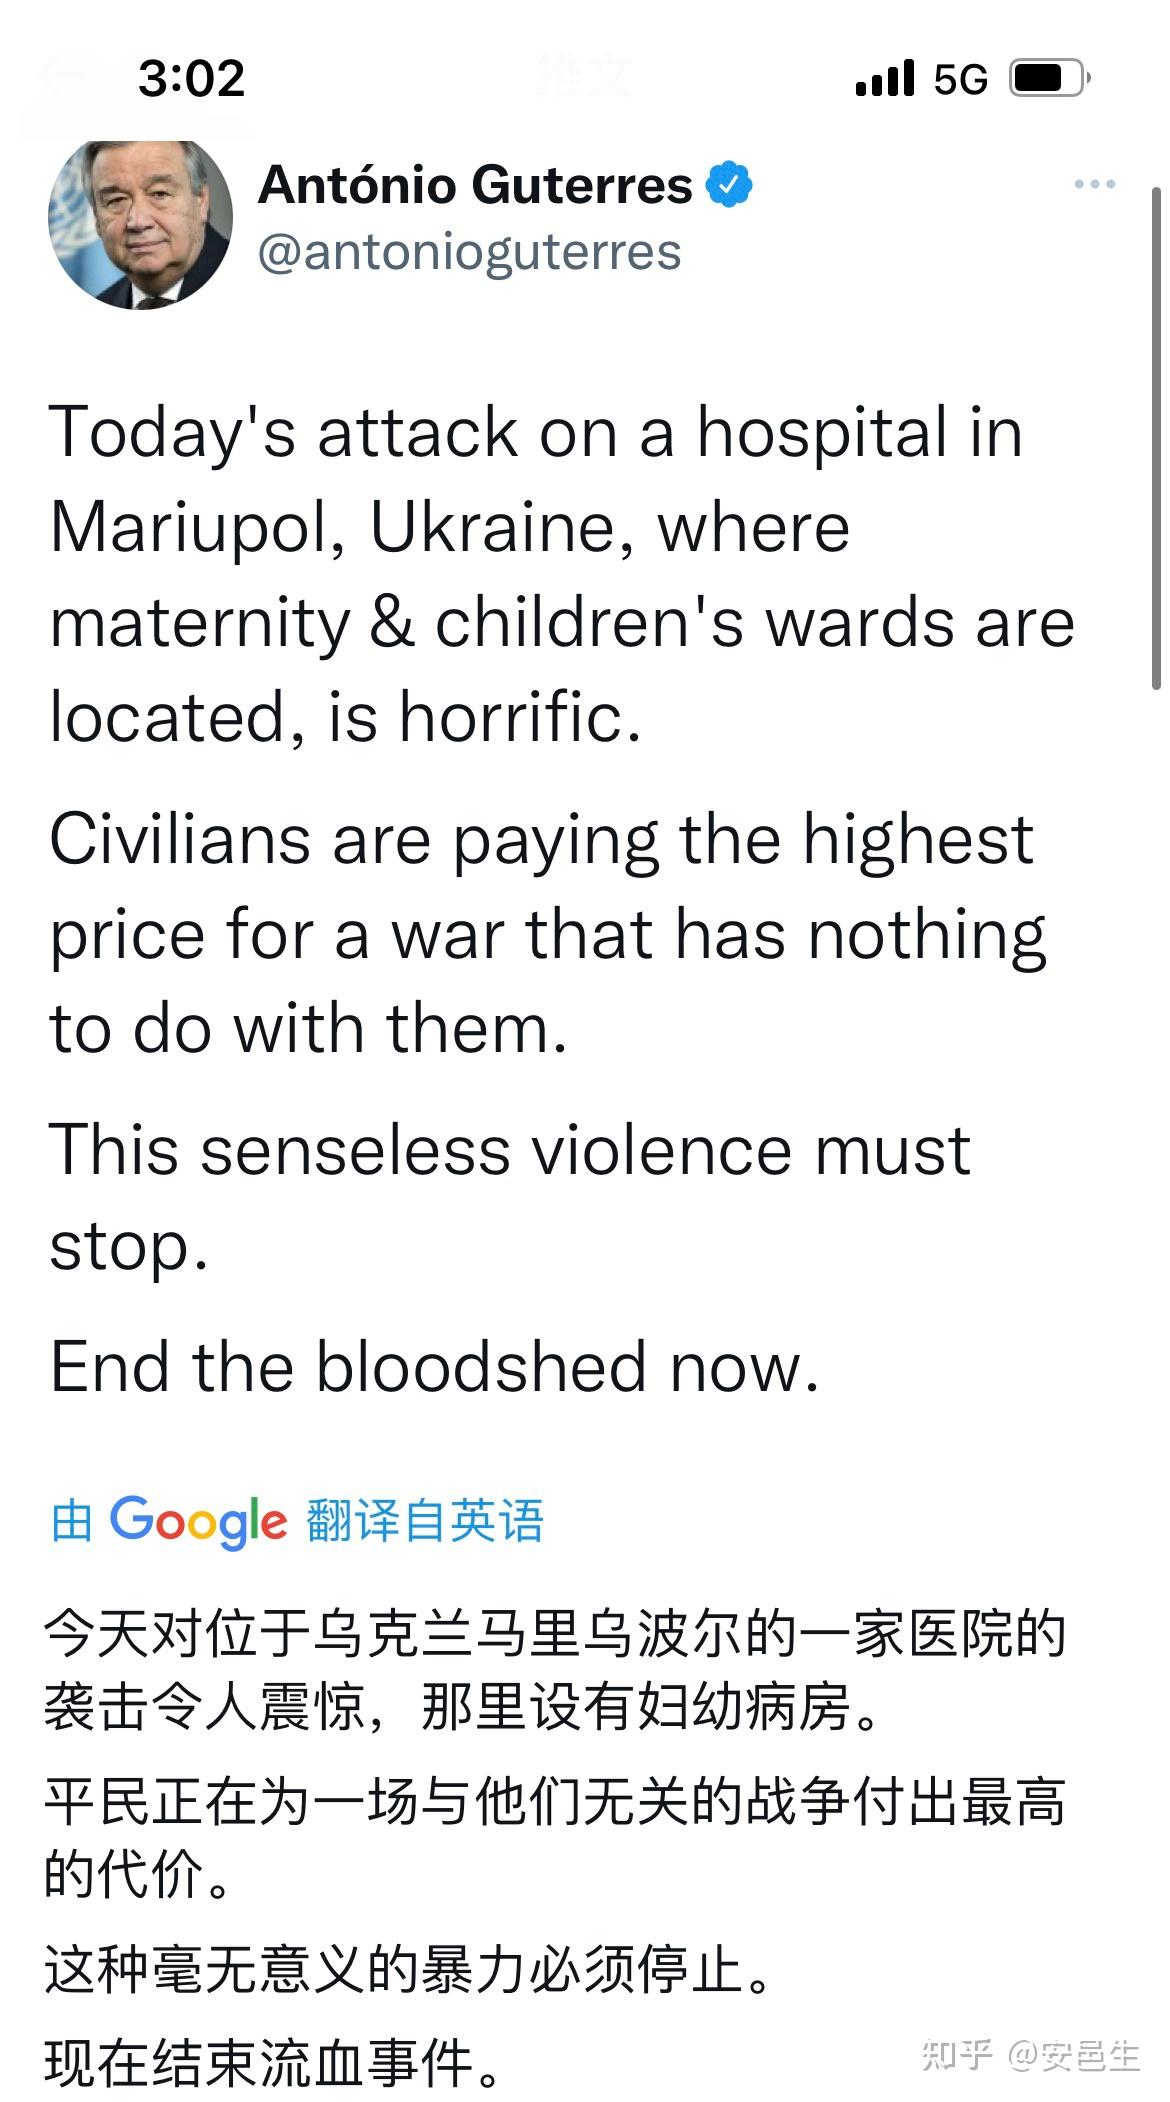 3:02
推文
5G
António Guterres
@antonioguterres
Today's attack on a hospital in
Mariupol, Ukraine, where
maternity & children's wards are
located, is horrific.
Civilians are paying the highest
price for a war that has nothing
to do with them.
This senseless violence must
stop.
End the bloodshed now.
由 Google 翻译自英语
今天对位于乌克兰马里乌波尔的一家医院的
袭击令人震惊，那里设有妇幼病房。
平民正在为一场与他们无关的战争付出最高
的代价。
这种毫无意义的暴力必须停止。
现在结束流血事件。
知乎 @安邑生